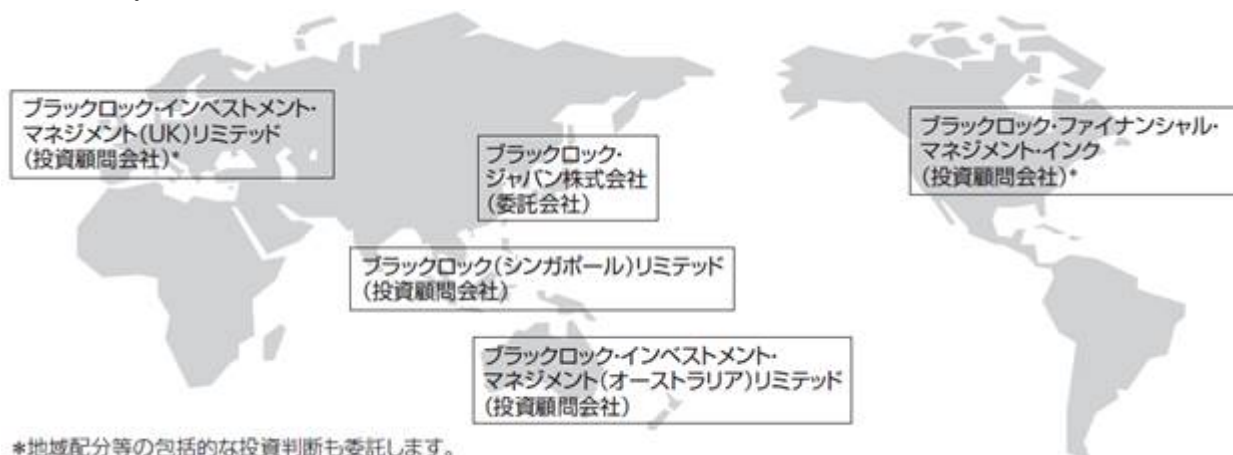 ブラックロック・インベストメント・
マネジメント(UK)リミテッド
(投資顧問会社)*
ブラックロック・
ジャパン株式会社
(委託会社)
ブラックロック・ファイナンシャル・
マネジメント・インク
(投資顧問会社)*
ブラックロック(シンガポール)リミテッド
(投資顧問会社)
ブラックロック・インベストメント・
マネジメント(オーストラリア)リミテッド
(投資顧問会社)
*地域配分等の包括的な投資判断も委託します。